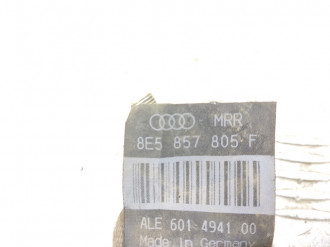 MRR
8E5 857 805 F
ALE 601 4941 00
Made in Germany